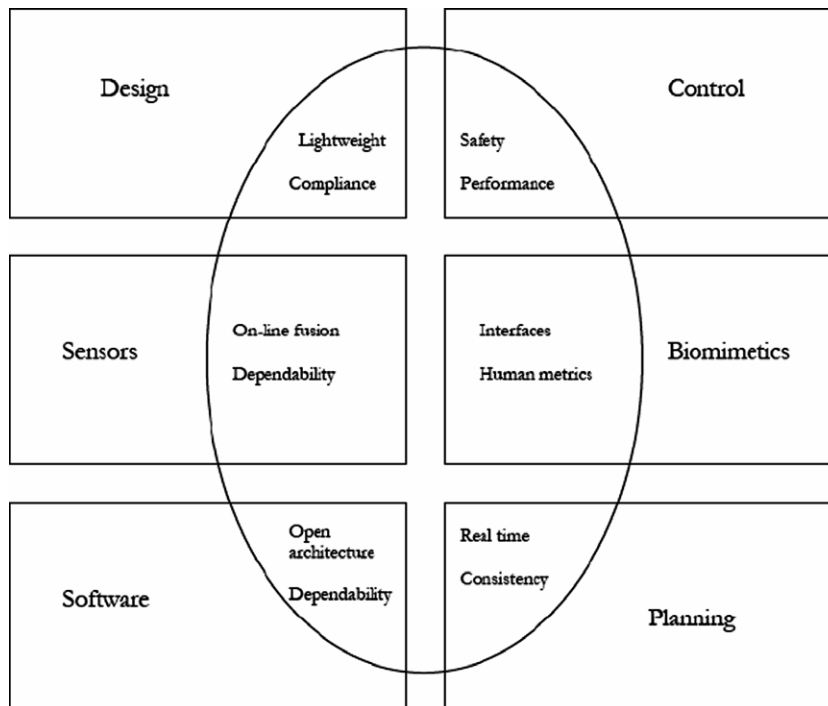 Design
Lightweight
Compliance
Control
Safety
Performance
Sensors
On-line fusion
Dependability
Interfaces
Human metrics
Biomimetics
Software
Open
architecture
Dependability
Real time
Consistency
Planning